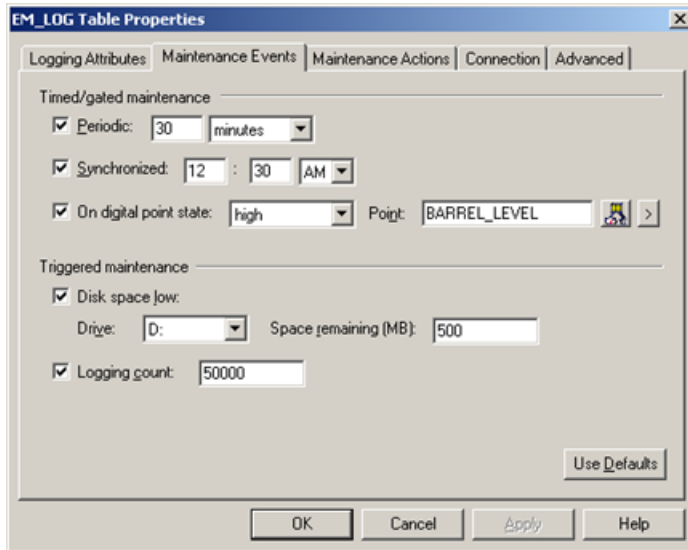 EM_LOG Table Properties
Logging Attributes Maintenance Events Maintenance Actions Connection Advanced
Timed/gated maintenance
Periodic: 30 minutes
Synchronized: 12 : 30 AM
On digital point state: high Point: BARREL_LEVEL >
Triggered maintenance
Disk space low:
Drive: D: Space remaining (MB): 500
Logging count: 50000
Use Defaults
OK Cancel Apply Help